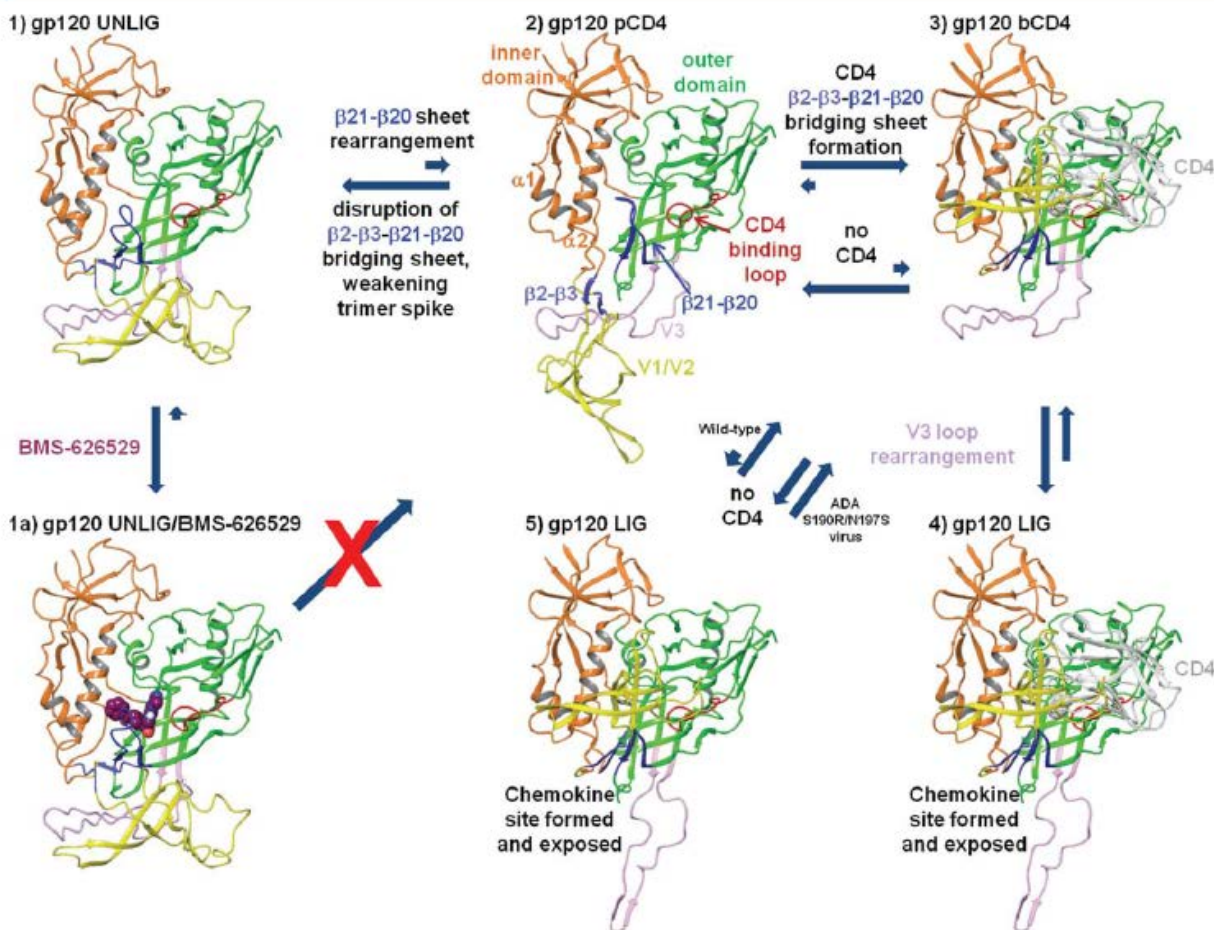 1) gp120 UNLIG
2) gp120 pCD4
3) gp120 bCD4
inner
domain
outer
domain
β21-β20 sheet
rearrangement
disruption of
β2-β3-β21-β20
bridging sheet,
weakening
trimer spike
α1
α2
β2-β3
V3
V1/V2
β21-β20
CD4
binding
loop
CD4
β2-β3-β21-β20
bridging sheet
formation
no
CD4
CD4
BMS-626529
Wild-type
no
CD4
ADA
S190R/N197S
virus
V3 loop
rearrangement
1a) gp120 UNLIG/BMS-626529
X
5) gp120 LIG
4) gp120 LIG
CD4
Chemokine
site formed
and exposed
Chemokine
site formed
and exposed